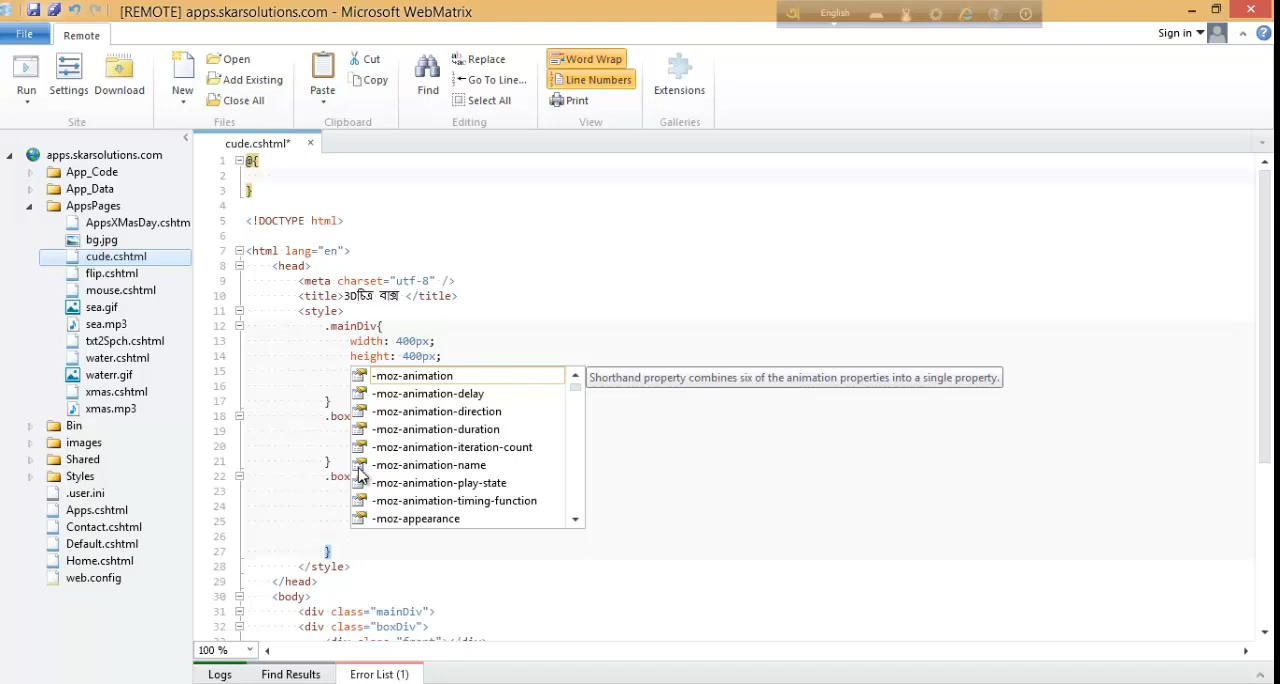 [REMOTE] apps.skarsolutions.com - Microsoft WebMatrix
English
File
Remote
Sign in
Run
Settings
Download
Site
New
Open
Add Existing
Close All
Files
Paste
Cut
Copy
Clipboard
Find
Replace
Go To Line...
Select All
Editing
Word Wrap
Line Numbers
Print
View
Extensions
Galleries
apps.skarsolutions.com
App_Code
App_Data
AppsPages
AppsXMasDay.cshtm
bg.jpg
cude.cshtml
flip.cshtml
mouse.cshtml
sea.gif
sea.mp3
txt2Spch.cshtml
water.cshtml
waterr.gif
xmas.cshtml
xmas.mp3
Bin
images
Shared
Styles
.user.ini
Apps.cshtml
Contact.cshtml
Default.cshtml
Home.cshtml
web.config
cude.cshtml*
1 @{
2
3 }
4
5 <!DOCTYPE html>
6
7 <html lang="en">
8 <head>
9 <meta charset="utf-8" />
10 <title>3Dচিত্র বাক্স </title>
11 <style>
12 .mainDiv{
13 width: 400px;
14 height: 400px;
15 -moz-animation
Shorthand property combines six of the animation properties into a single property.
-moz-animation-delay
16
17 }
-moz-animation-direction
18 .box
-moz-animation-duration
19
20
-moz-animation-iteration-count
21 }
-moz-animation-name
22 .box
-moz-animation-play-state
23
24
-moz-animation-timing-function
25
-moz-appearance
26
27 }
28 </style>
29 </head>
30 <body>
31 <div class="mainDiv">
32 <div class="boxDiv">
<div class="front"></div>
100 %
Logs
Find Results
Error List (1)